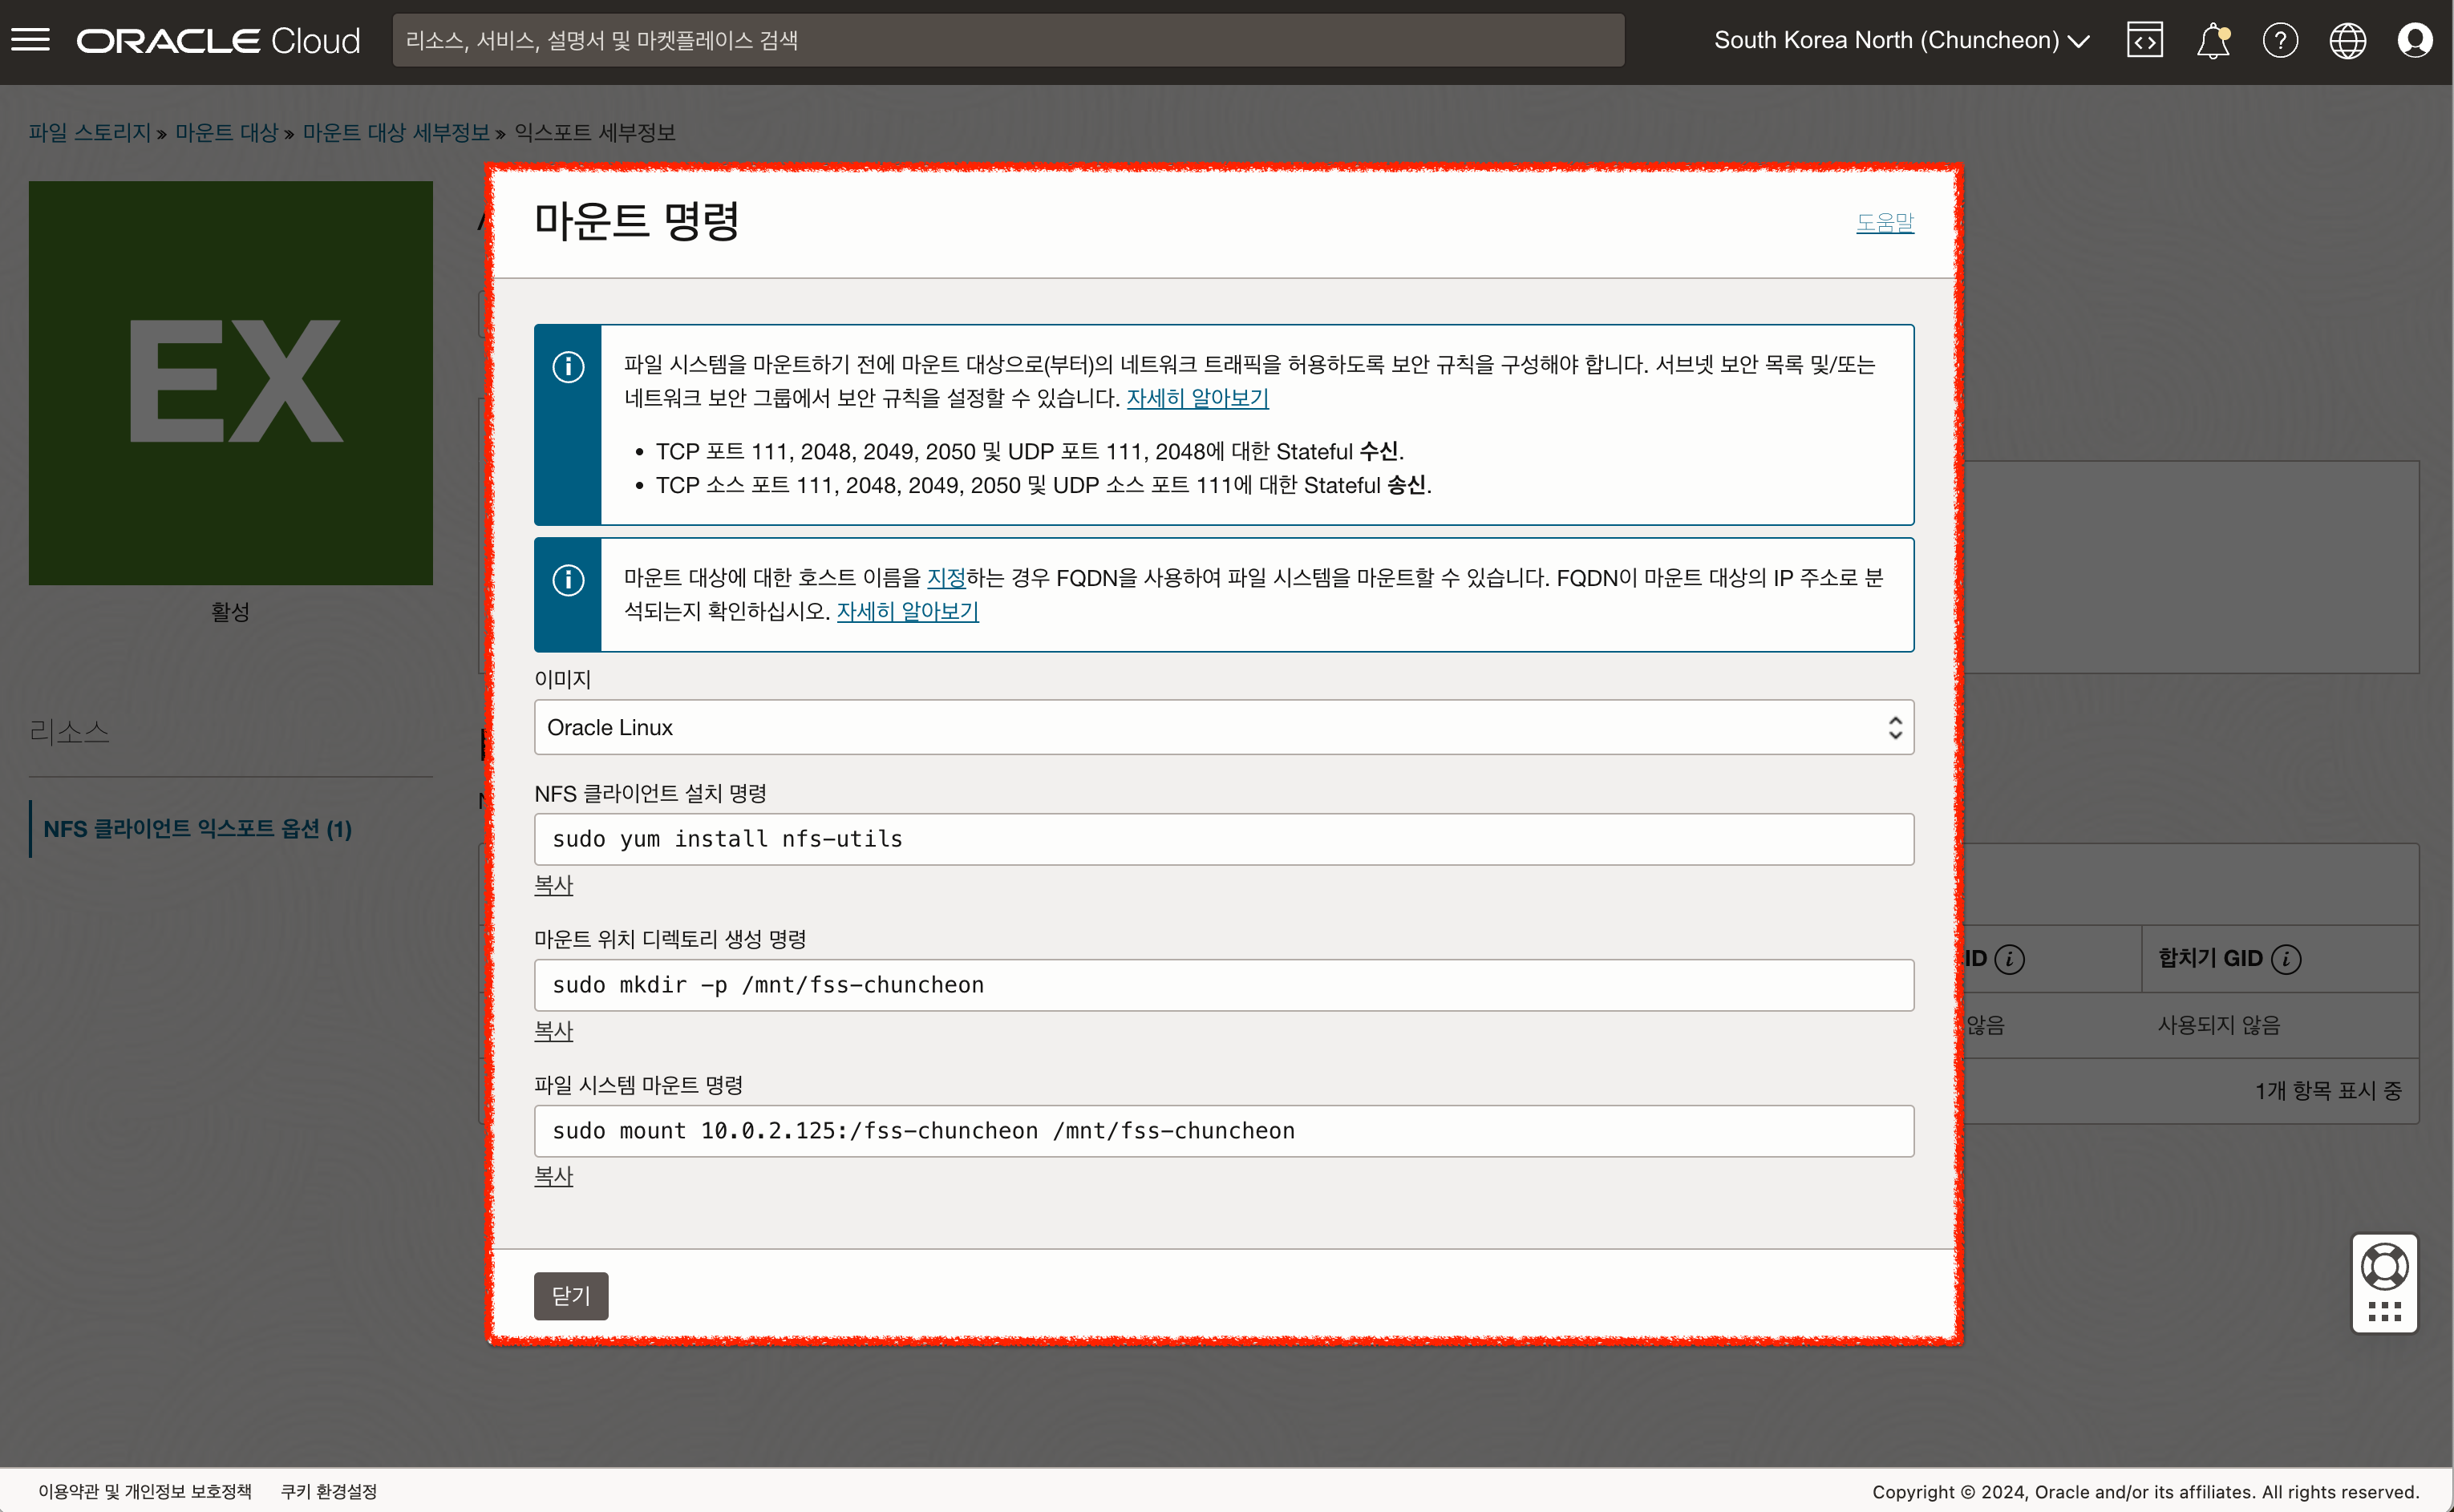 ORACLE Cloud
리소스, 서비스, 설명서 및 마켓플레이스 검색
South Korea North (Chuncheon)
파일 스토리지 » 마운트 대상 » 마운트 대상 세부정보 » 익스포트 세부정보
EX
활성
리소스
NFS 클라이언트 익스포트 옵션 (1)
마운트 명령
도움말
파일 시스템을 마운트하기 전에 마운트 대상으로(부터)의 네트워크 트래픽을 허용하도록 보안 규칙을 구성해야 합니다. 서브넷 보안 목록 및/또는
네트워크 보안 그룹에서 보안 규칙을 설정할 수 있습니다. 자세히 알아보기
• TCP 포트 111, 2048, 2049, 2050 및 UDP 포트 111, 2048에 대한 Stateful 수신.
• TCP 소스 포트 111, 2048, 2049, 2050 및 UDP 소스 포트 111에 대한 Stateful 송신.
마운트 대상에 대한 호스트 이름을 지정하는 경우 FQDN을 사용하여 파일 시스템을 마운트할 수 있습니다. FQDN이 마운트 대상의 IP 주소로 분
석되는지 확인하십시오. 자세히 알아보기
이미지
Oracle Linux
NFS 클라이언트 설치 명령
sudo yum install nfs-utils
복사
마운트 위치 디렉토리 생성 명령
sudo mkdir -p /mnt/fss-chuncheon
복사
파일 시스템 마운트 명령
sudo mount 10.0.2.125:/fss-chuncheon /mnt/fss-chuncheon
복사
닫기
ID
합치기 GID
않음
사용되지 않음
1개 항목 표시 중
이용약관 및 개인정보 보호정책
쿠키 환경설정
Copyright © 2024, Oracle and/or its affiliates. All rights reserved.